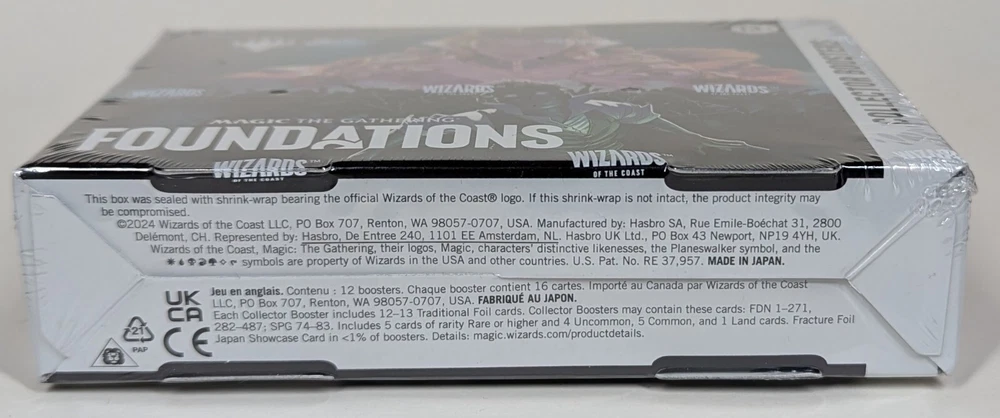 COLLECTOR BOOSTERS
WIZARDS
WIZARDS
WIZARDS
MAGIC THE GATHERING
FOUNDATIONS
WIZARDS™
OF THE COAST
WIZARDS™
OF THE COAST
This box was sealed with shrink-wrap bearing the official Wizards of the Coast® logo. If this shrink-wrap is not intact, the product integrity may
be compromised.
©2024 Wizards of the Coast LLC, PO Box 707, Renton, WA 98057-0707, USA. Manufactured by: Hasbro SA, Rue Emile-Boéchat 31, 2800
Delémont, CH. Represented by: Hasbro, De Entree 240, 1101 EE Amsterdam, NL. Hasbro UK Ltd., PO Box 43 Newport, NP19 4YH, UK.
Wizards of the Coast, Magic: The Gathering, their logos, Magic, characters' distinctive likenesses, the Planeswalker symbol, and the
symbols are property of Wizards in the USA and other countries. U.S. Pat. No. RE 37,957. MADE IN JAPAN.
Jeu en anglais. Contenu : 12 boosters. Chaque booster contient 16 cartes. Importé au Canada par Wizards of the Coast
LLC, PO Box 707, Renton, WA 98057-0707, USA. FABRIQUÉ AU JAPON.
Each Collector Booster includes 12–13 Traditional Foil cards. Collector Boosters may contain these cards: FDN 1–271,
282–487; SPG 74–83. Includes 5 cards of rarity Rare or higher and 4 Uncommon, 5 Common, and 1 Land cards. Fracture Foil
Japan Showcase Card in <1% of boosters. Details: magic.wizards.com/productdetails.
UK
CA
CE
21
PAP